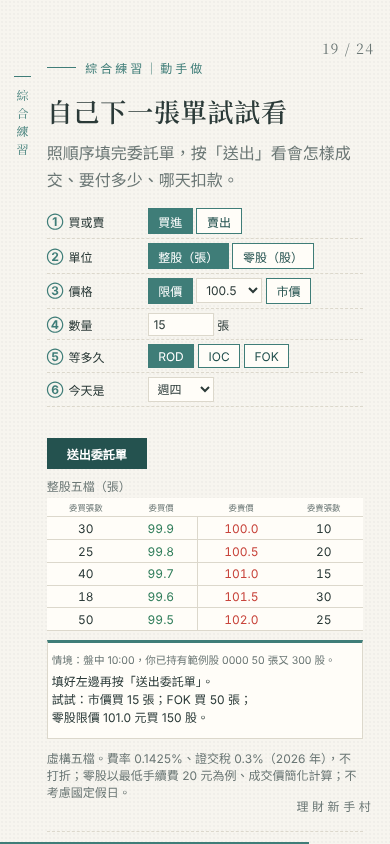 19 / 24
綜合練習｜動手做
綜合練習
自己下一張單試試看
照順序填完委託單，按「送出」看會怎樣成
交、要付多少、哪天扣款。
① 買或賣 買進 賣出
② 單位 整股（張） 零股（股）
③ 價格 限價 100.5 市價
④ 數量 15 張
⑤ 等多久 ROD IOC FOK
⑥ 今天是 週四
送出委託單
整股五檔（張）
委買張數 委買價 委賣價 委賣張數
30 99.9 100.0 10
25 99.8 100.5 20
40 99.7 101.0 15
18 99.6 101.5 30
50 99.5 102.0 25
情境：盤中 10:00，你已持有範例股 0000 50 張又 300 股。
填好左邊再按「送出委託單」。
試試：市價買 15 張；FOK 買 50 張；
零股限價 101.0 元買 150 股。
虛構五檔。費率 0.1425%、證交稅 0.3%（2026 年），不
打折；零股以最低手續費 20 元為例、成交價簡化計算；不
考慮國定假日。
理財新手村